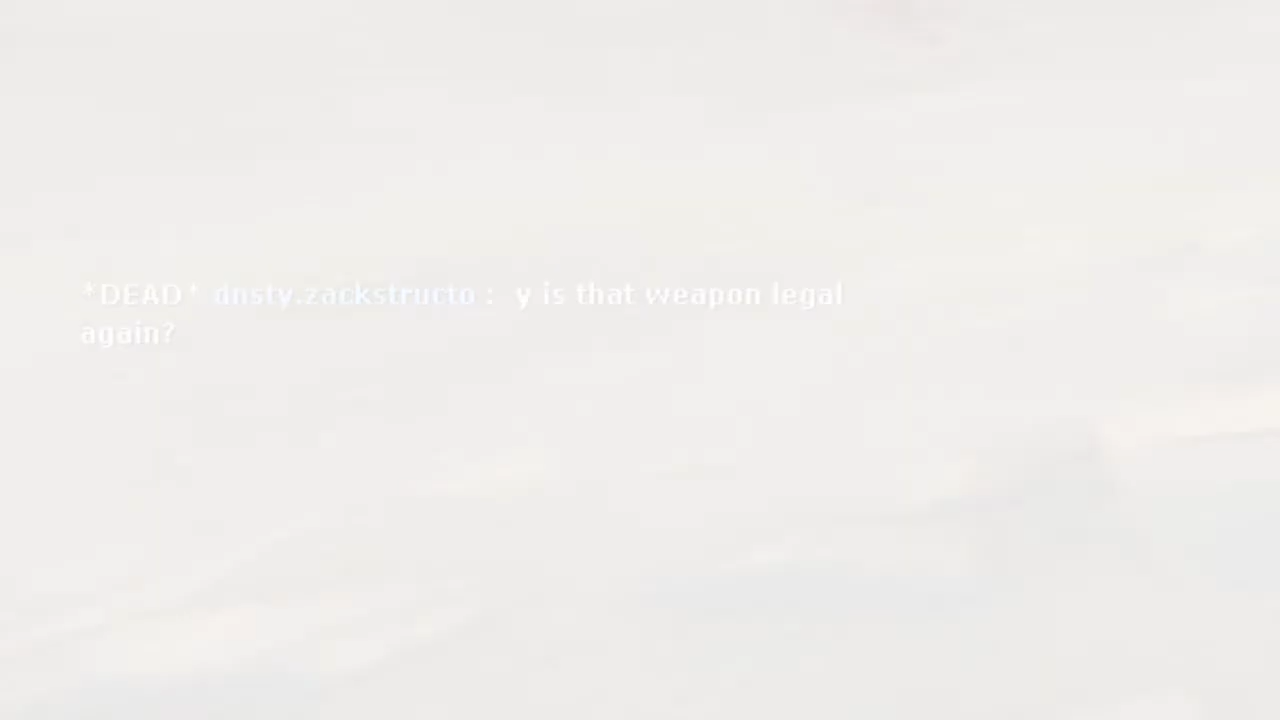 *DEAD* dnsty.zackstructo :  y is that weapon legal
again?